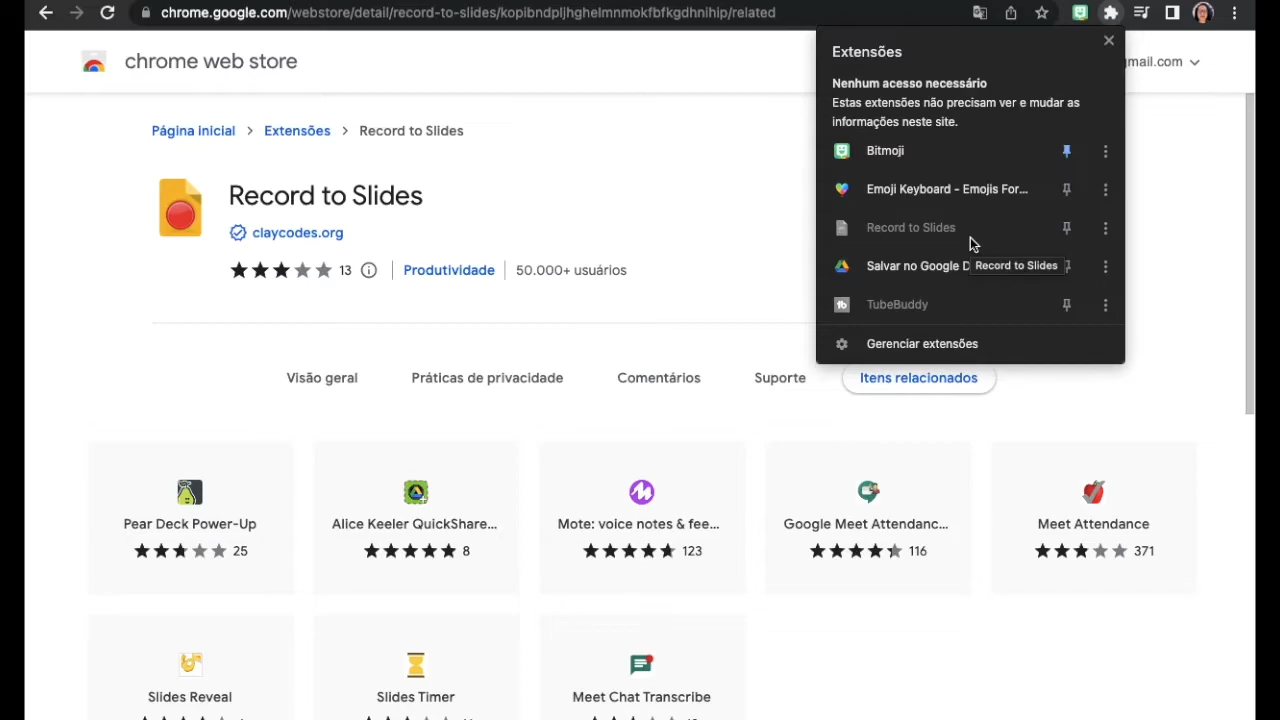 chrome.google.com/webstore/detail/record-to-slides/kopibndpljhghelmnmokfbfkgdhnihip/related
chrome web store
gmail.com
Extensões
Nenhum acesso necessário
Estas extensões não precisam ver e mudar as
informações neste site.
Bitmoji
Emoji Keyboard - Emojis For...
Record to Slides
Salvar no Google D
Record to Slides
TubeBuddy
Gerenciar extensões
Página inicial > Extensões > Record to Slides
Record to Slides
claycodes.org
13
Produtividade
50.000+ usuários
Visão geral
Práticas de privacidade
Comentários
Suporte
Itens relacionados
Pear Deck Power-Up
25
Alice Keeler QuickShare...
8
Mote: voice notes & fee...
123
Google Meet Attendanc...
116
Meet Attendance
371
Slides Reveal
Slides Timer
Meet Chat Transcribe